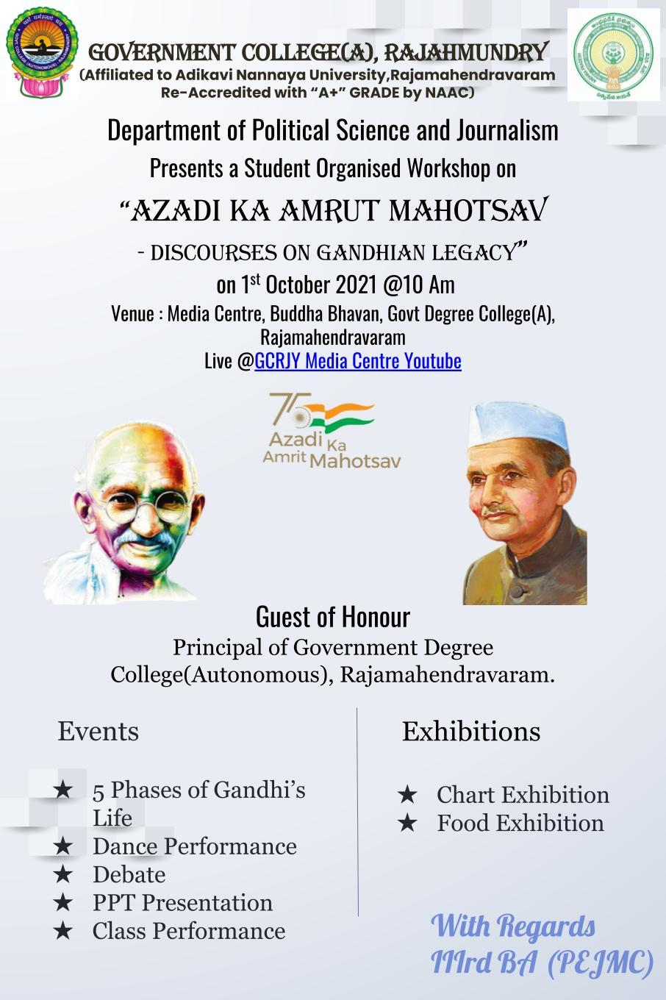 GOVERNMENT COLLEGE(A), RAJAHMUNDRY
(Affiliated to Adikavi Nannaya University,Rajamahendravaram
Re-Accredited with “A+” GRADE by NAAC)
Department of Political Science and Journalism
Presents a Student Organised Workshop on
“AZADI KA AMRUT MAHOTSAV
- DISCOURSES ON GANDHIAN LEGACY”
on 1st October 2021 @10 Am
Venue : Media Centre, Buddha Bhavan, Govt Degree College(A),
Rajamahendravaram
Live @GCRJY Media Centre Youtube
75
Azadi Ka
Amrit Mahotsav
Guest of Honour
Principal of Government Degree
College(Autonomous), Rajamahendravaram.
Events
★ 5 Phases of Gandhi’s
Life
★ Dance Performance
★ Debate
★ PPT Presentation
★ Class Performance
Exhibitions
★ Chart Exhibition
★ Food Exhibition
With Regards
IIIrd BA (PEJMC)